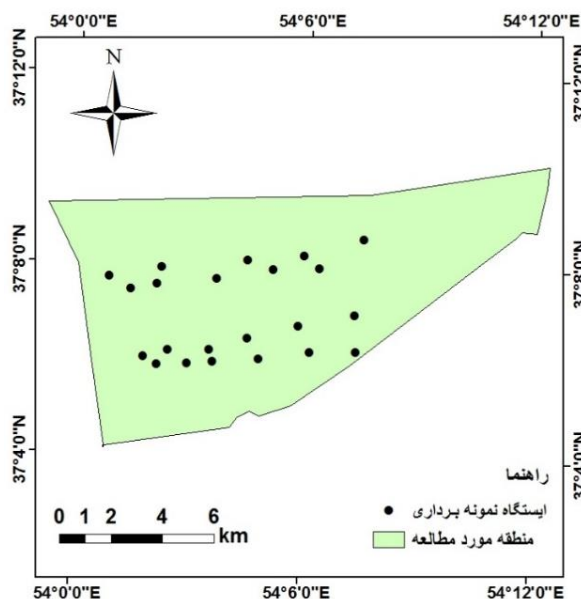 54°0'0"E 54°6'0"E 54°12'0"E
37°12'0"N 37°12'0"N
N
37°8'0"N 37°8'0"N
37°4'0"N 37°4'0"N
راهنما
ایستگاه نمونه برداری
منطقه مورد مطالعه
0 1 2 4 6
km
54°0'0"E 54°6'0"E 54°12'0"E